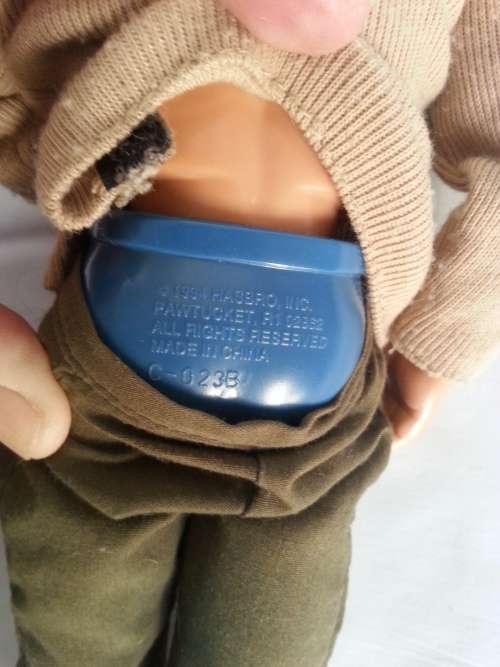 © 1994 HASBRO, INC.
PAWTUCKET, RI 02862
ALL RIGHTS RESERVED
MADE IN CHINA
C-023B